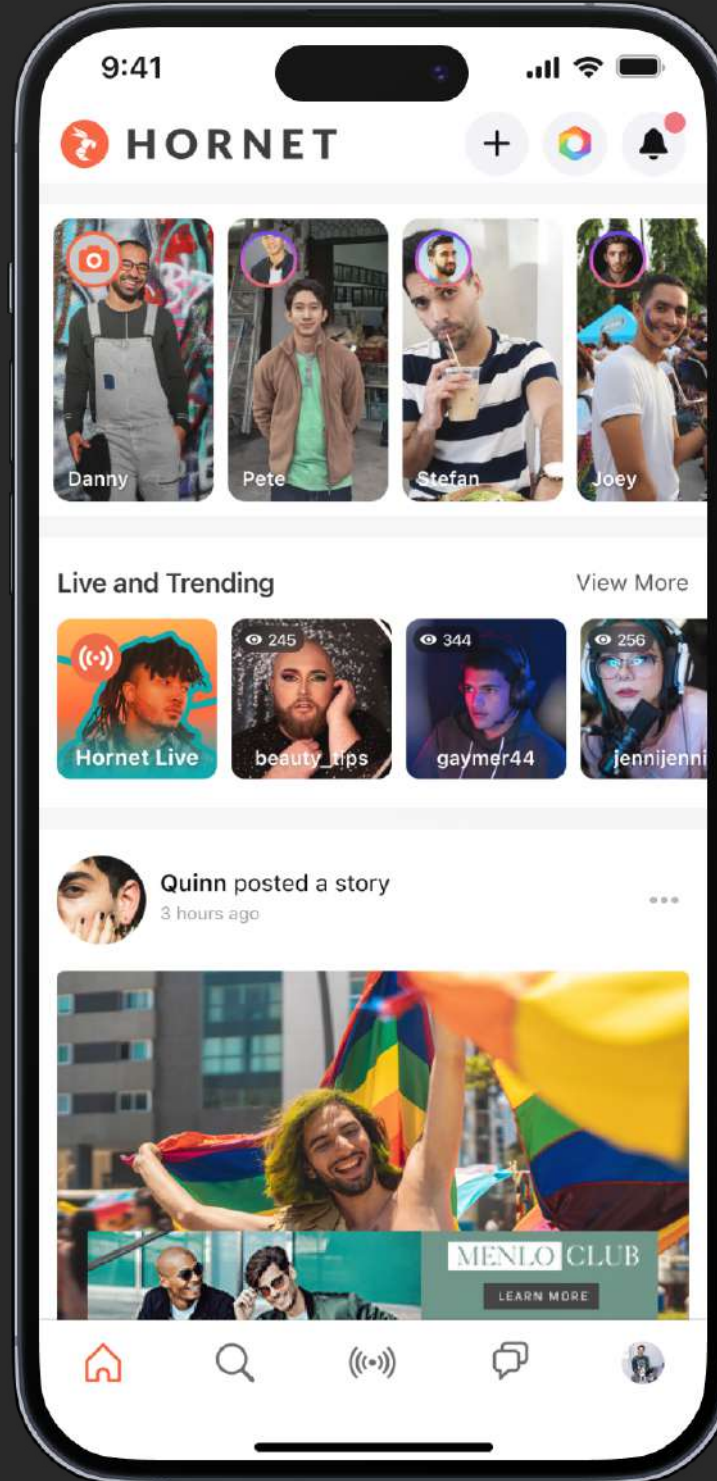 9:41
HORNET
Danny
Pete
Stefan
Joey
Live and Trending
View More
245
344
256
Hornet Live
beauty_tips
gaymer44
jennijenni
Quinn posted a story
3 hours ago
MENLO CLUB
LEARN MORE